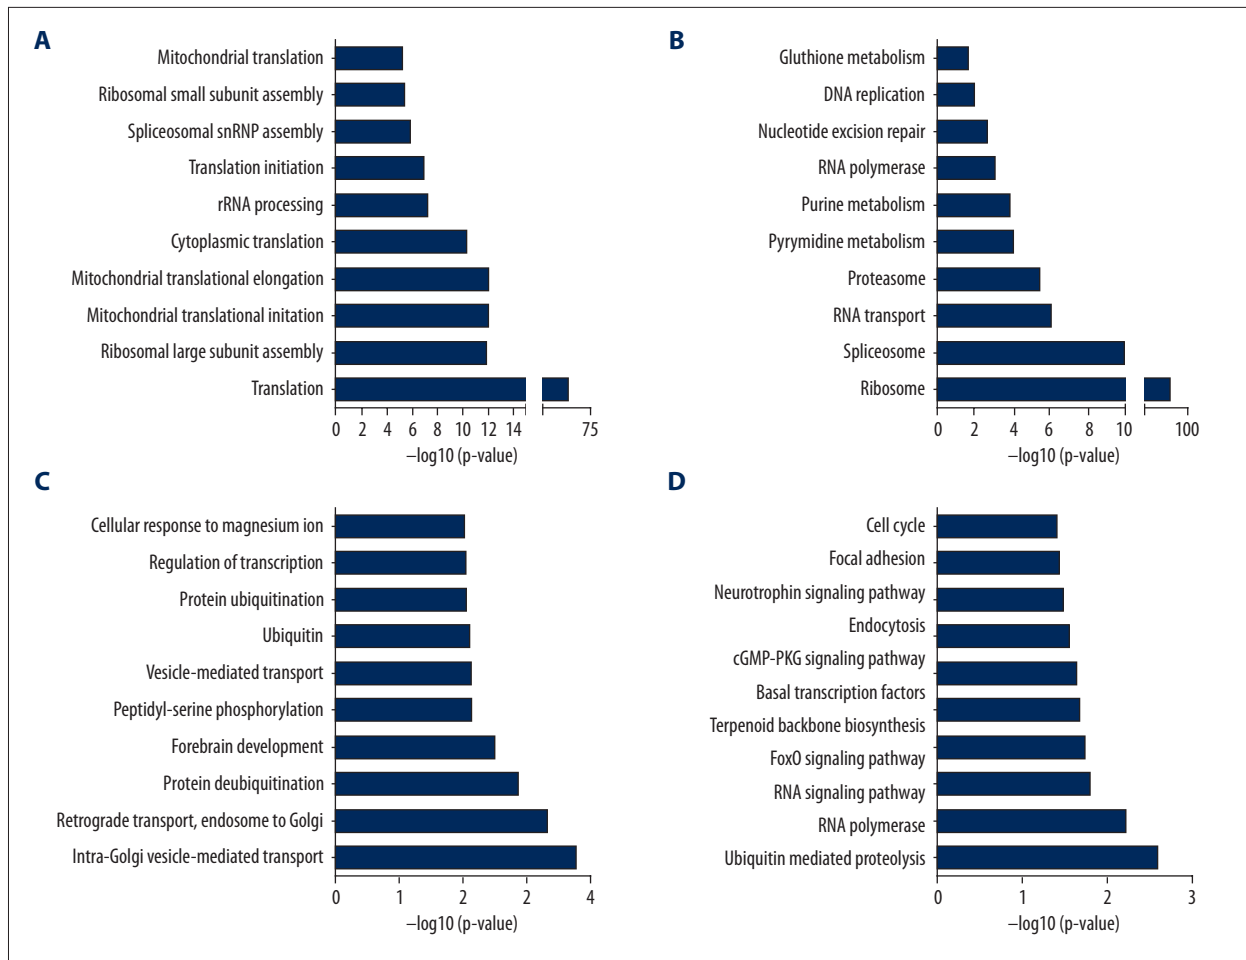 A
Mitochondrial translation
Ribosomal small subunit assembly
Spliceosomal snRNP assembly
Translation initiation
rRNA processing
Cytoplasmic translation
Mitochondrial translational elongation
Mitochondrial translational initation
Ribosomal large subunit assembly
Translation
0 2 4 6 8 10 12 14 75
−log10 (p-value)
B
Gluthione metabolism
DNA replication
Nucleotide excision repair
RNA polymerase
Purine metabolism
Pyrymidine metabolism
Proteasome
RNA transport
Spliceosome
Ribosome
0 2 4 6 8 10 100
−log10 (p-value)
C
Cellular response to magnesium ion
Regulation of transcription
Protein ubiquitination
Ubiquitin
Vesicle-mediated transport
Peptidyl-serine phosphorylation
Forebrain development
Protein deubiquitination
Retrograde transport, endosome to Golgi
Intra-Golgi vesicle-mediated transport
0 1 2 2 4
−log10 (p-value)
D
Cell cycle
Focal adhesion
Neurotrophin signaling pathway
Endocytosis
cGMP-PKG signaling pathway
Basal transcription factors
Terpenoid backbone biosynthesis
FoxO signaling pathway
RNA signaling pathway
RNA polymerase
Ubiquitin mediated proteolysis
0 1 2 3
−log10 (p-value)